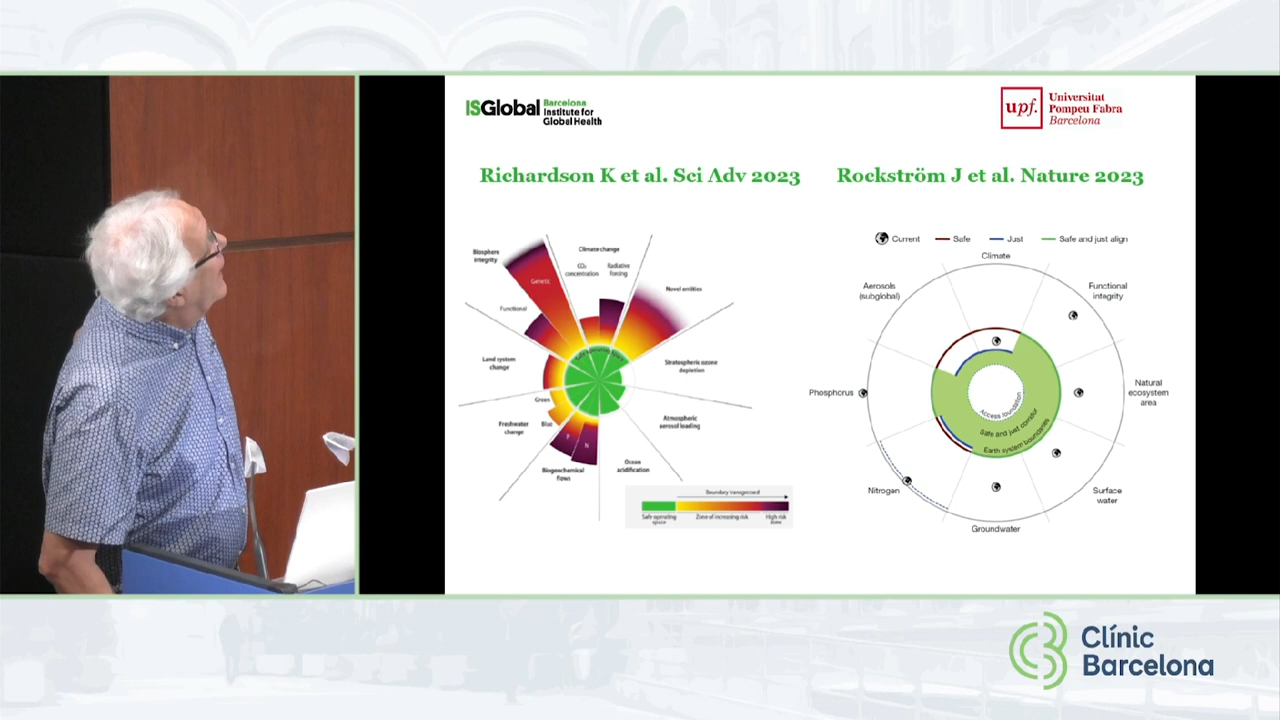 ISGlobal Barcelona
Institute for
Global Health
upf. Universitat
Pompeu Fabra
Barcelona
Richardson K et al. Sci Adv 2023
Rockström J et al. Nature 2023
Biosphere
integrity
Climate change
CO₂
concentration
Radiative
forcing
Genetic
Novel entities
Functional
Land system
change
Stratospheric ozone
depletion
Green
Freshwater
change
Blue
Atmospheric
aerosol loading
P
N
Biogeochemical
flows
Ocean
acidification
Boundary transgressed
Safe operating
space
Zone of increasing risk
High risk
zone
Current
Safe
Just
Safe and just align
Climate
Aerosols
(subglobal)
Functional
integrity
Phosphorus
Natural
ecosystem
area
Access foundation
Safe and just corridor
Earth system boundaries
Nitrogen
Surface
water
Groundwater
Clínic
Barcelona